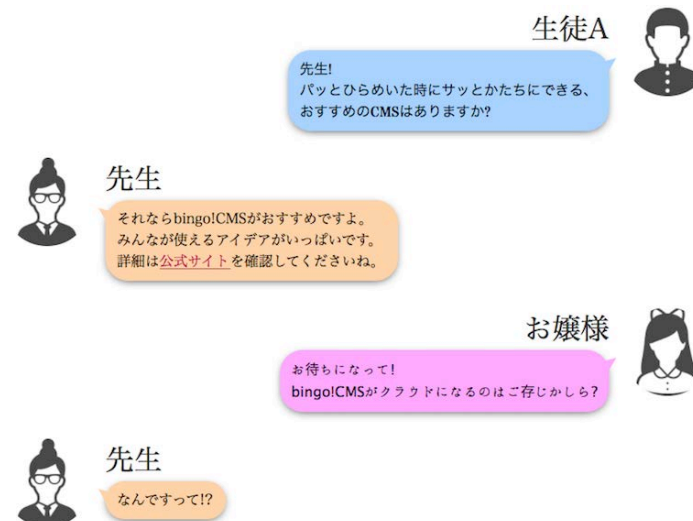 生徒A
先生!
パッとひらめいた時にサッとかたちにできる、
おすすめのCMSはありますか?
先生
それならbingo!CMSがおすすめですよ。
みんなが使えるアイデアがいっぱいです。
詳細は公式サイトを確認してくださいね。
お嬢様
お待ちになって!
bingo!CMSがクラウドになるのはご存じかしら?
先生
なんですって!?